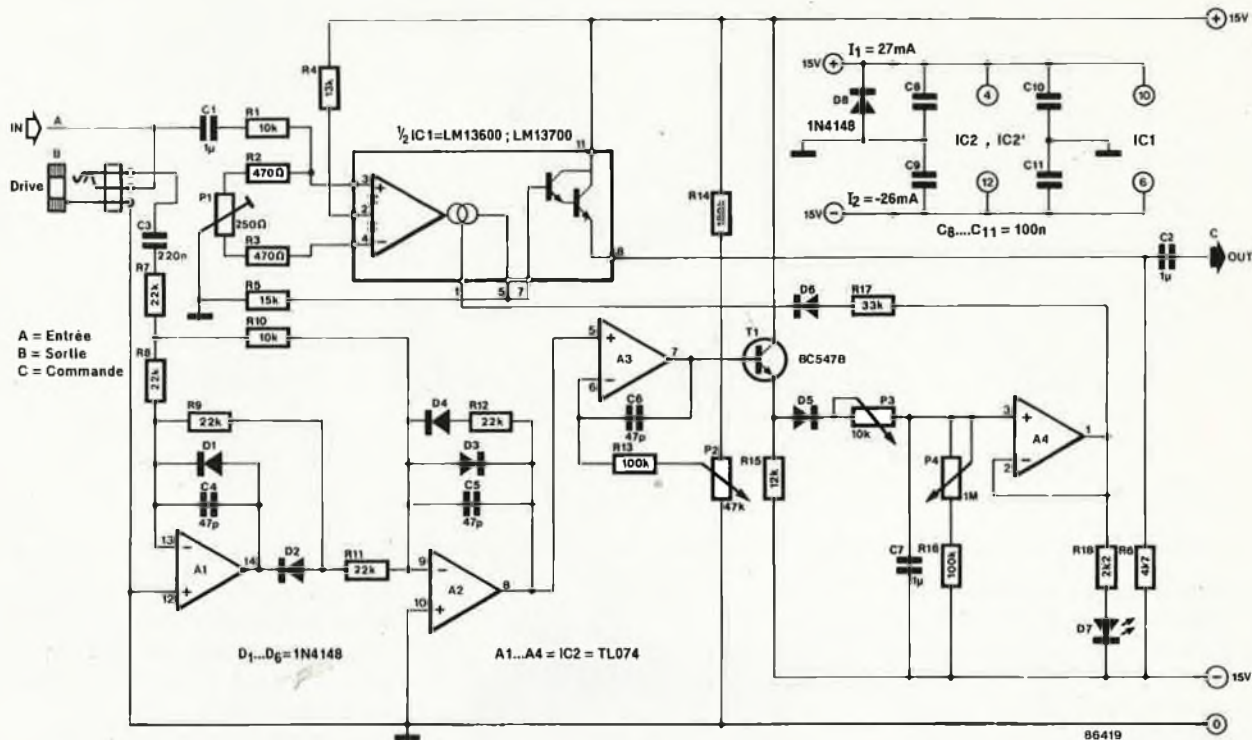 15V
I1 = 27mA
15V
C8
4
C10
10
D8
1N4148
IC2 , IC2'
IC1
C9
C11
12
6
I2 = -26mA
15V
C8....C11 = 100n
IN
A
C1
1µ
R1
10k
R4
13k
½ IC1 = LM13600 ; LM13700
11
B
Drive
R2
470Ω
P1
250Ω
R3
470Ω
3
+
2
4
−
8
R14
C3
220n
R5
15k
1
5
7
C2
1µ
C
OUT
R7
22k
R10
10k
D6
R17
33k
A = Entrée
B = Sortie
C = Commande
R8
22k
5
+
A3
7
6
−
T1
BC547B
R9
22k
D4
R12
22k
D1
D3
C4
47p
C5
47p
C6
47p
R13
100k
P2
47k
R15
12k
D5
P3
10k
3
+
A4
1
2
−
P4
1M
13
−
A1
14
12
+
D2
R11
22k
9
−
A2
8
10
+
C7
1µ
R16
100k
R18
2k2
R6
4k7
D7
D1...D6 = 1N4148
A1...A4 = IC2 = TL074
15V
0
86419